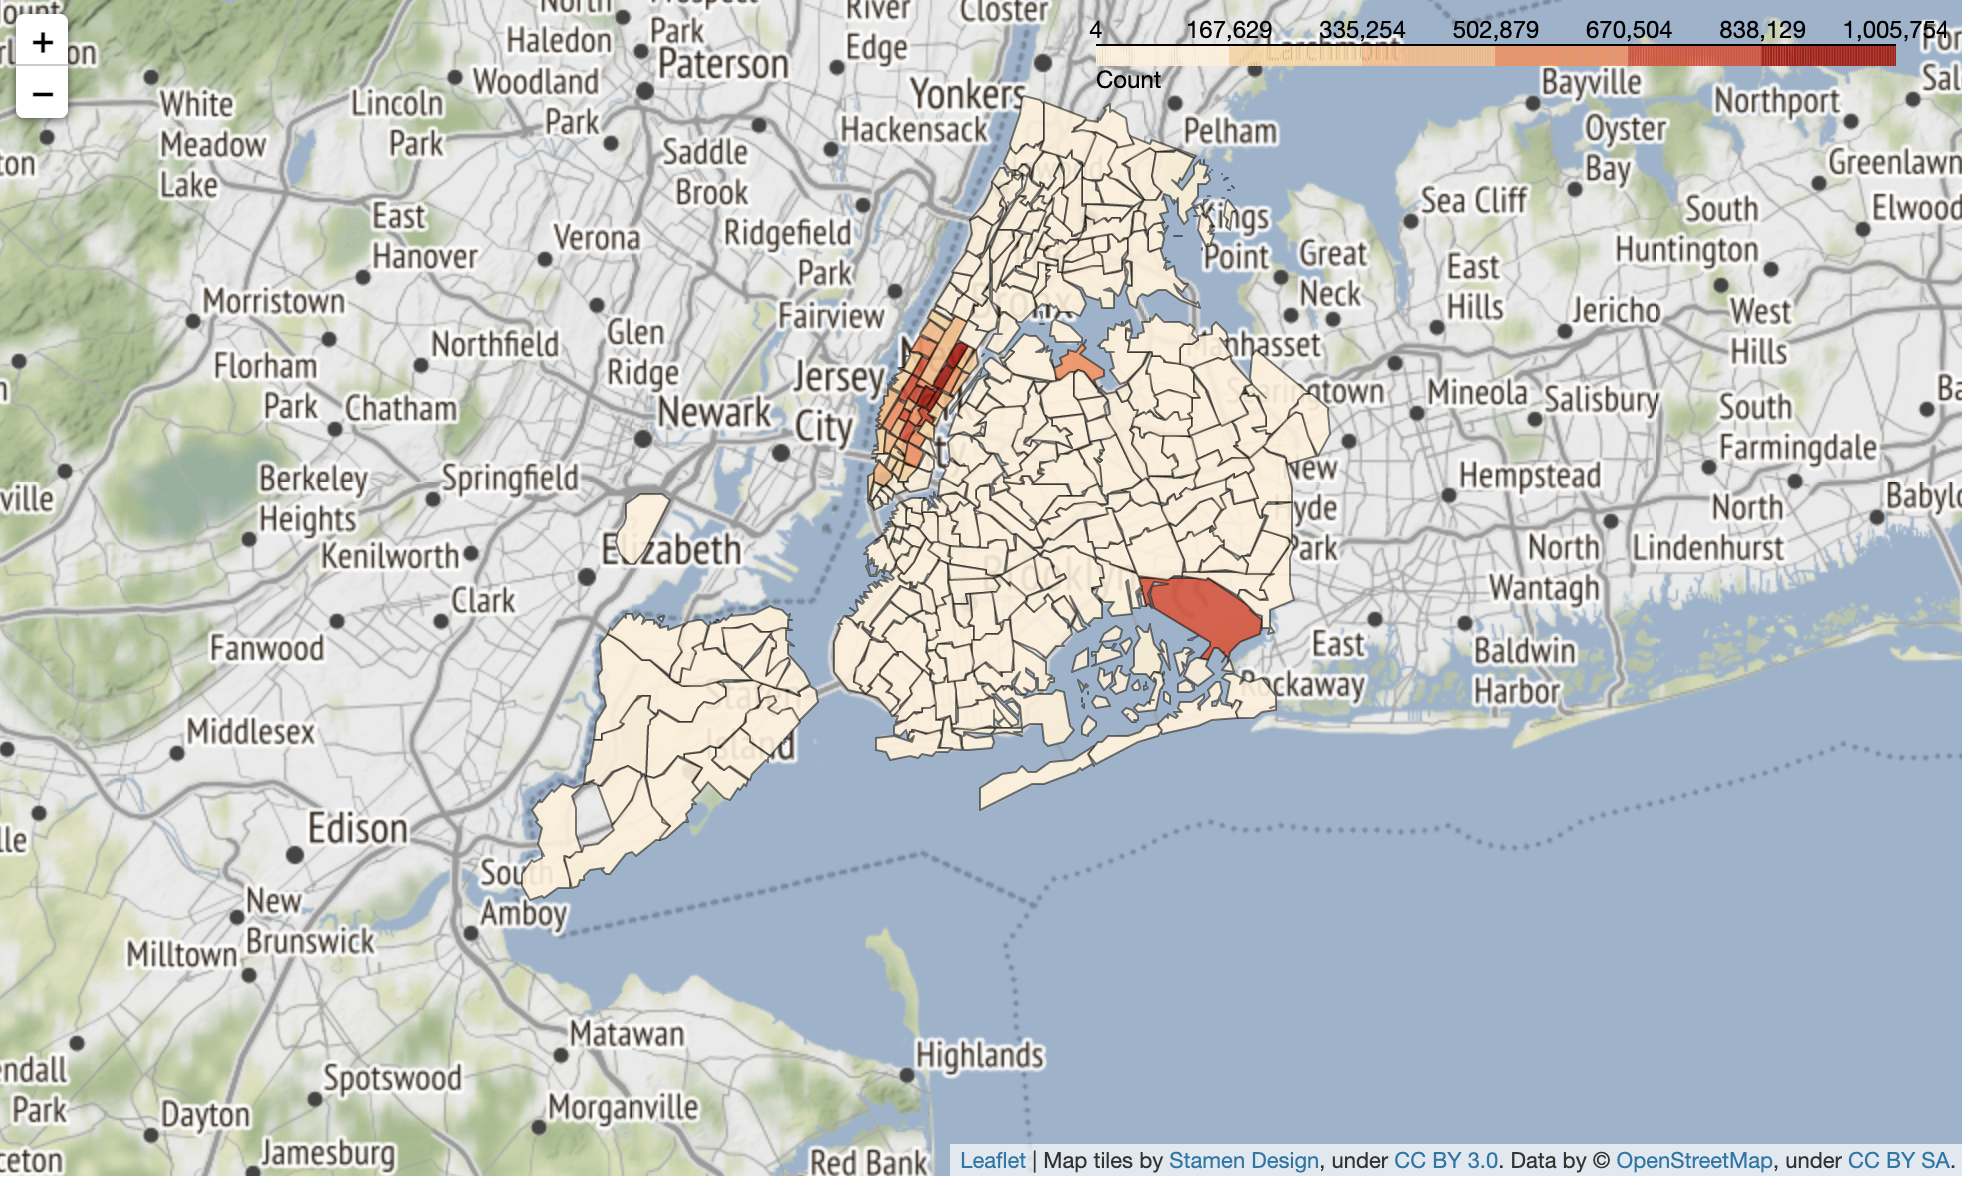 +
−
4 167,629 335,254 502,879 670,504 838,129 1,005,754
Count
North
Haledon
Park
Paterson
River
Edge
Closter
Larchmont
Bayville
Northport
White
Meadow
Lake
Lincoln
Park
Woodland
Park
Saddle
Brook
Yonkers
Hackensack
Pelham
Oyster
Bay
Greenlawn
East
Hanover
Verona
Ridgefield
Park
Kings
Point
Great
Neck
Sea Cliff
East
Hills
South
Huntington
Elwood
Morristown
Northfield
Glen
Ridge
Fairview
Jericho
West
Hills
Florham
Park
Chatham
Newark
Jersey
City
Bronx
Mineola
Salisbury
South
Farmingdale
Berkeley
Heights
Springfield
New
Hyde
Park
Hempstead
North
Lindenhurst
Kenilworth
Elizabeth
Brooklyn
North
Wantagh
Clark
Fanwood
Staten
Island
East
Rockaway
Baldwin
Harbor
Middlesex
Edison
South
Amboy
New
Brunswick
Milltown
Matawan
Highlands
Spotswood
Park
Dayton
Morganville
Jamesburg
Red Bank
Leaflet | Map tiles by Stamen Design, under CC BY 3.0. Data by © OpenStreetMap, under CC BY SA.